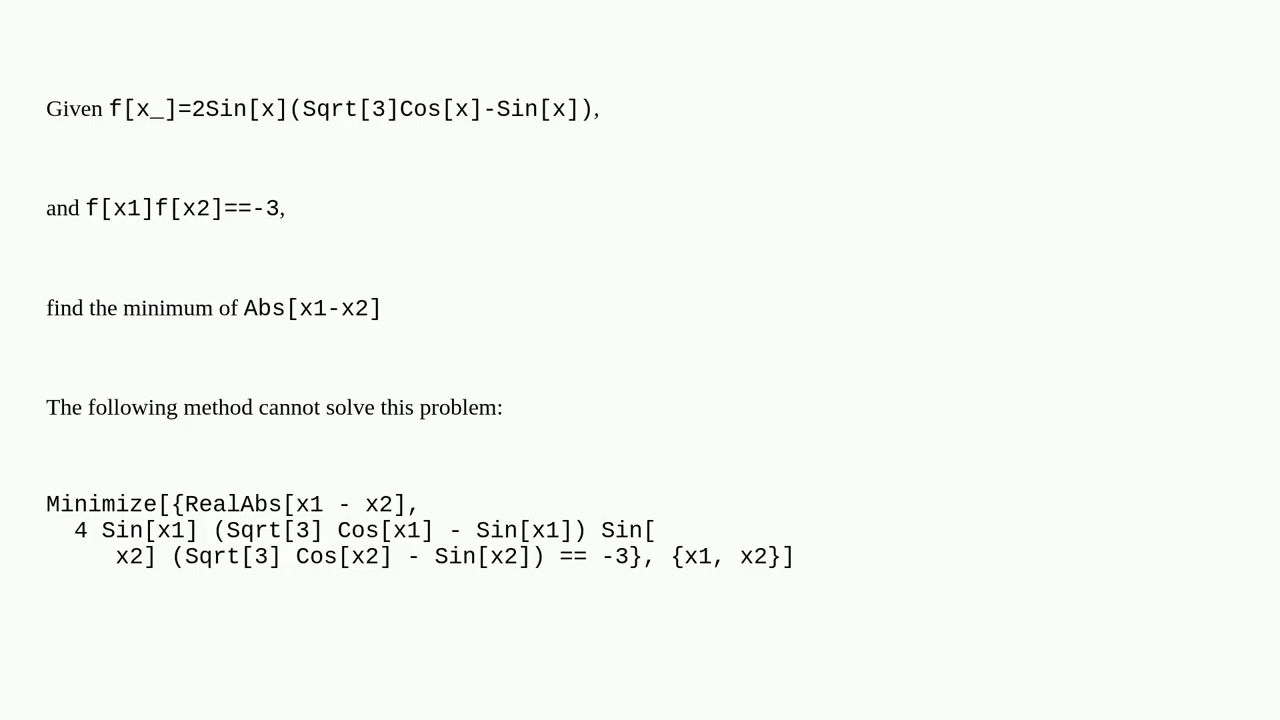 Given f[x_]=2Sin[x](Sqrt[3]Cos[x]-Sin[x]),
and f[x1]f[x2]==-3,
find the minimum of Abs[x1-x2]
The following method cannot solve this problem:
Minimize[{RealAbs[x1 - x2],
4 Sin[x1] (Sqrt[3] Cos[x1] - Sin[x1]) Sin[
x2] (Sqrt[3] Cos[x2] - Sin[x2]) == -3}, {x1, x2}]